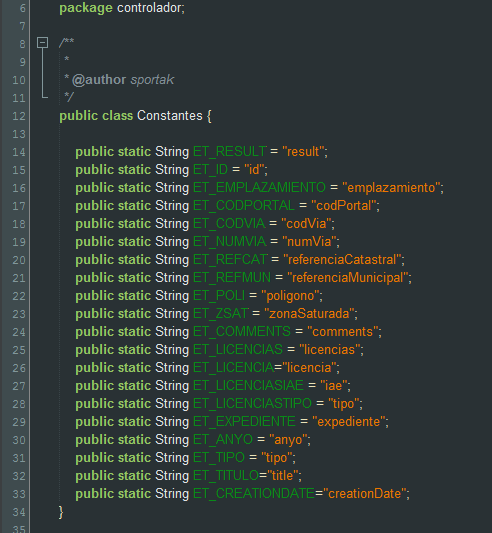 6 package controlador;
7
8 /**
9 *
10 * @author sportak
11 */
12 public class Constantes {
13
14 public static String ET_RESULT = "result";
15 public static String ET_ID = "id";
16 public static String ET_EMPLAZAMIENTO = "emplazamiento";
17 public static String ET_CODPORTAL = "codPortal";
18 public static String ET_CODVIA = "codVia";
19 public static String ET_NUMVIA = "numVia";
20 public static String ET_REFCAT = "referenciaCatastral";
21 public static String ET_REFMUN = "referenciaMunicipal";
22 public static String ET_POLI = "poligono";
23 public static String ET_ZSAT = "zonaSaturada";
24 public static String ET_COMMENTS = "comments";
25 public static String ET_LICENCIAS = "licencias";
26 public static String ET_LICENCIA="licencia";
27 public static String ET_LICENCIASIAE = "iae";
28 public static String ET_LICENCIASTIPO = "tipo";
29 public static String ET_EXPEDIENTE = "expediente";
30 public static String ET_ANYO = "anyo";
31 public static String ET_TIPO = "tipo";
32 public static String ET_TITULO="title";
33 public static String ET_CREATIONDATE="creationDate";
34 }
35